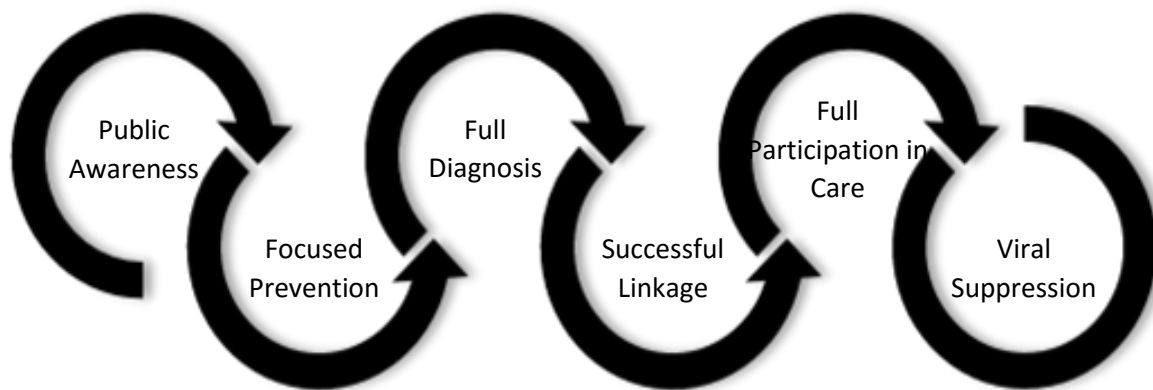 Public
Awareness
Focused
Prevention
Full
Diagnosis
Successful
Linkage
Full
Participation in
Care
Viral
Suppression